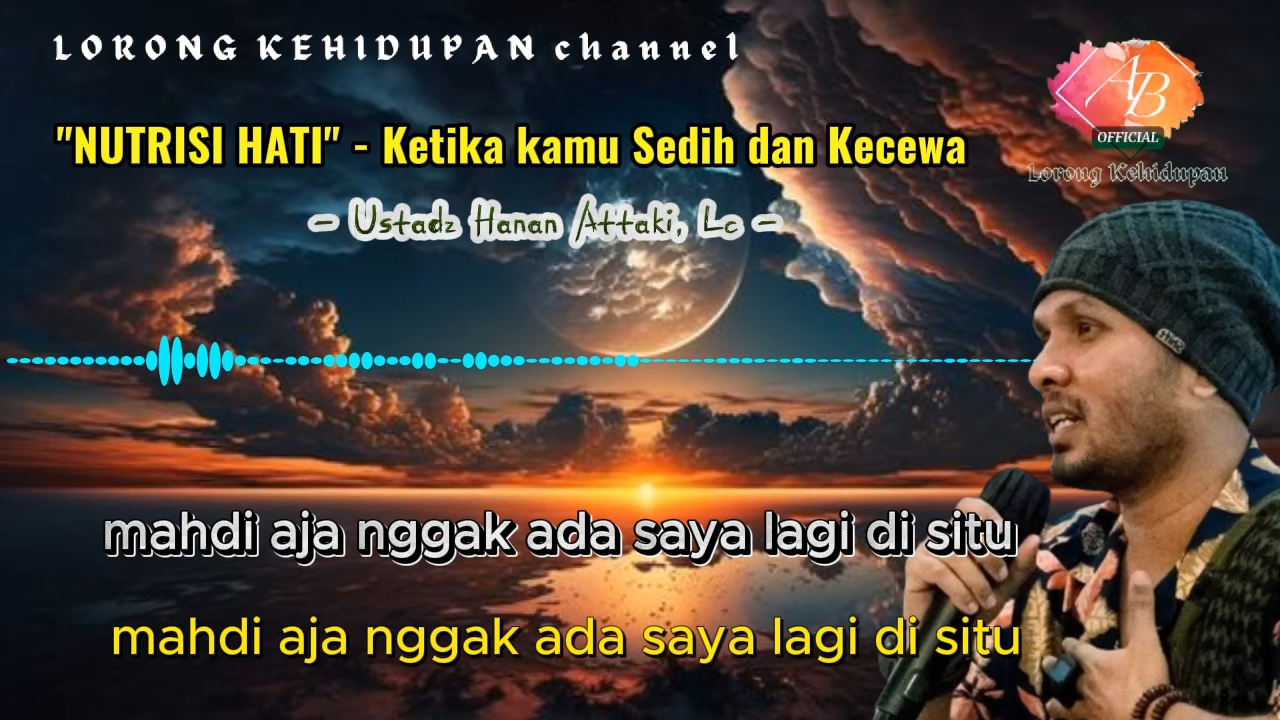 LORONG KEHIDUPAN channel
AB
OFFICIAL
Lorong Kehidupan
"NUTRISI HATI" - Ketika kamu Sedih dan Kecewa
- Ustadz Hanan Attaki, Lc -
mahdi aja nggak ada saya lagi di situ
mahdi aja nggak ada saya lagi di situ